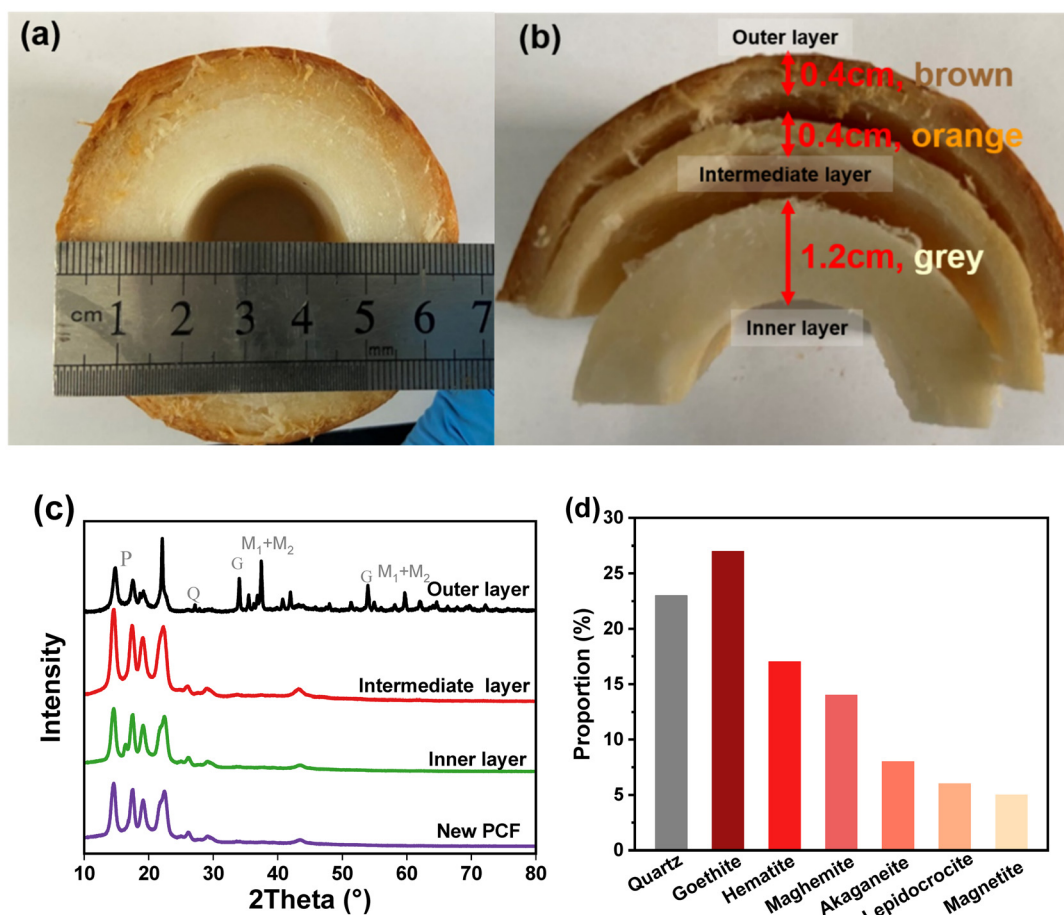 (a)
cm 1 2 3 4 5 6 7
mm
(b)
Outer layer
0.4cm, brown
0.4cm, orange
Intermediate layer
1.2cm, grey
Inner layer
(c)
Intensity
P
Q
G
M₁+M₂
G
M₁+M₂
Outer layer
Intermediate layer
Inner layer
New PCF
10 20 30 40 50 60 70 80
2Theta (°)
(d)
Proportion (%)
30
25
20
15
10
5
0
Quartz
Goethite
Hematite
Maghemite
Akaganeite
Lepidocrocite
Magnetite